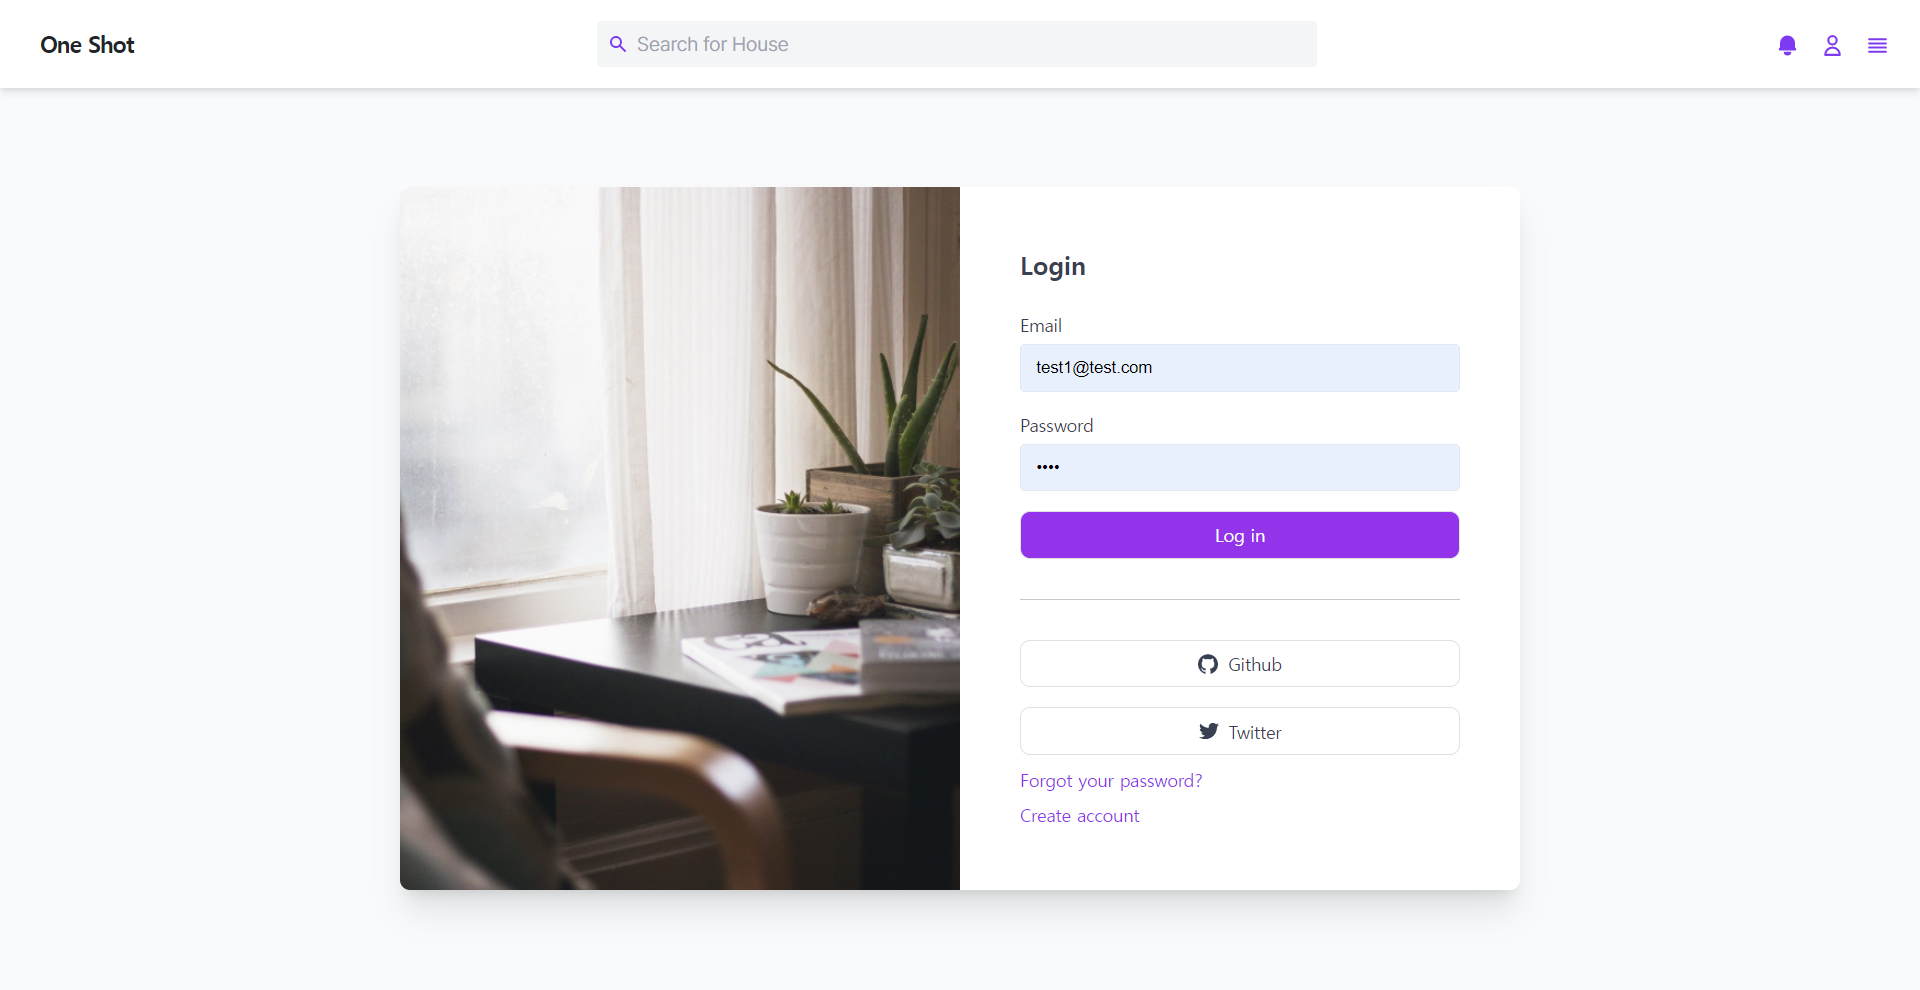 One Shot
Search for House
Login
Email
test1@test.com
Password
••••
Log in
Github
Twitter
Forgot your password?
Create account